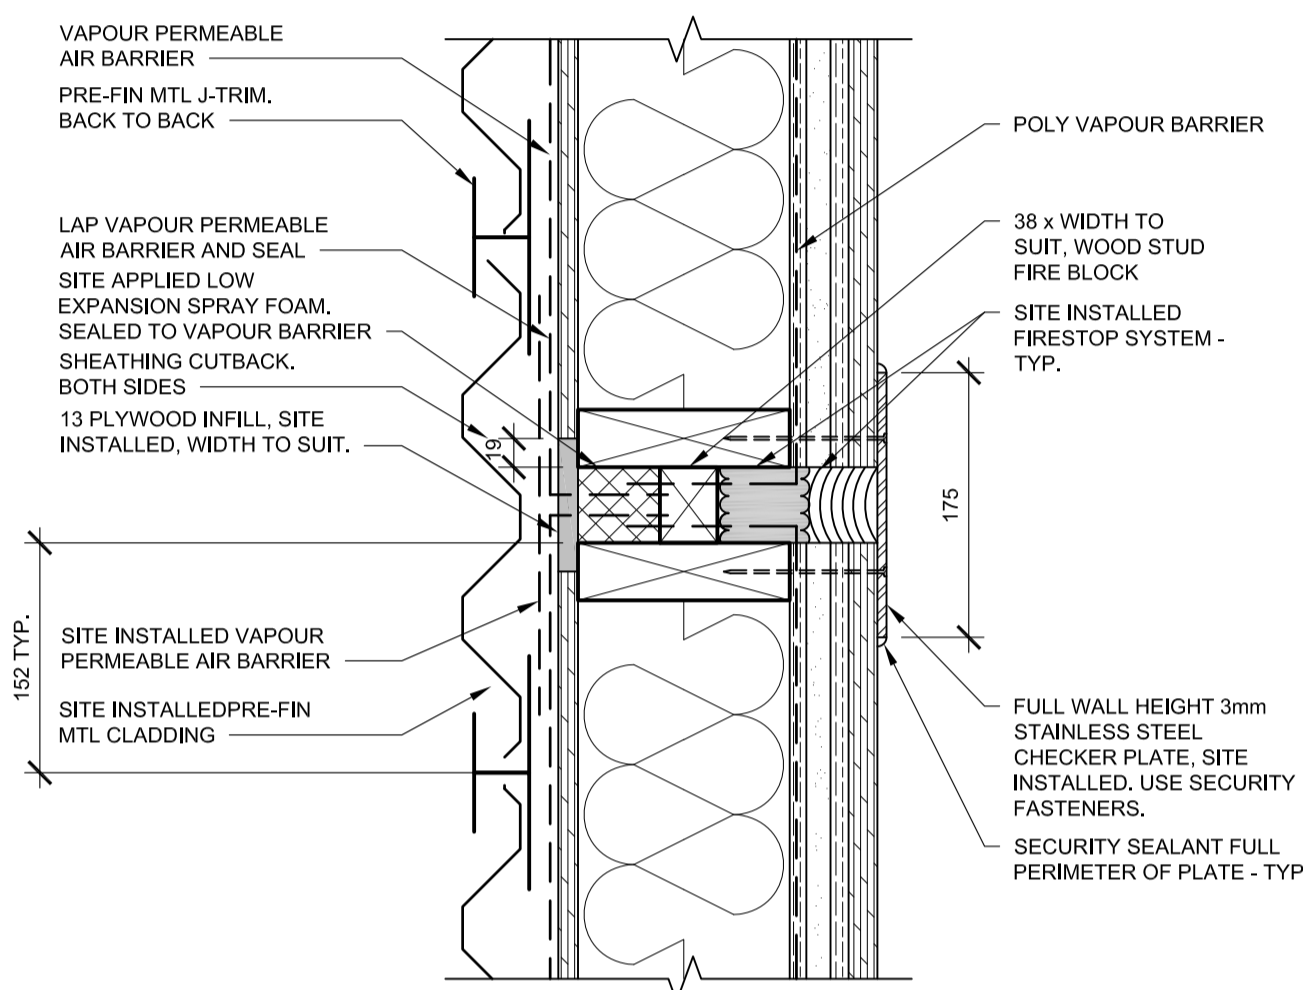 VAPOUR PERMEABLE
AIR BARRIER
PRE-FIN MTL J-TRIM.
BACK TO BACK
LAP VAPOUR PERMEABLE
AIR BARRIER AND SEAL
SITE APPLIED LOW
EXPANSION SPRAY FOAM.
SEALED TO VAPOUR BARRIER
SHEATHING CUTBACK.
BOTH SIDES
13 PLYWOOD INFILL, SITE
INSTALLED, WIDTH TO SUIT.
19
152 TYP.
SITE INSTALLED VAPOUR
PERMEABLE AIR BARRIER
SITE INSTALLEDPRE-FIN
MTL CLADDING
POLY VAPOUR BARRIER
38 x WIDTH TO
SUIT, WOOD STUD
FIRE BLOCK
SITE INSTALLED
FIRESTOP SYSTEM -
TYP.
175
FULL WALL HEIGHT 3mm
STAINLESS STEEL
CHECKER PLATE, SITE
INSTALLED. USE SECURITY
FASTENERS.
SECURITY SEALANT FULL
PERIMETER OF PLATE - TYP